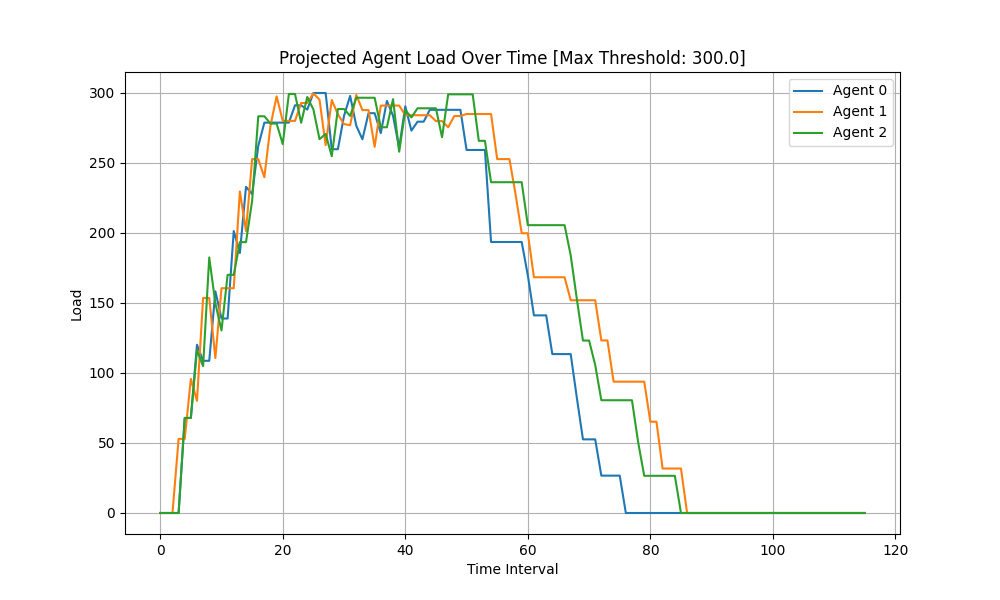 Projected Agent Load Over Time [Max Threshold: 300.0]
Agent 0
Agent 1
Agent 2
Load
300
250
200
150
100
50
0
0 20 40 60 80 100 120
Time Interval